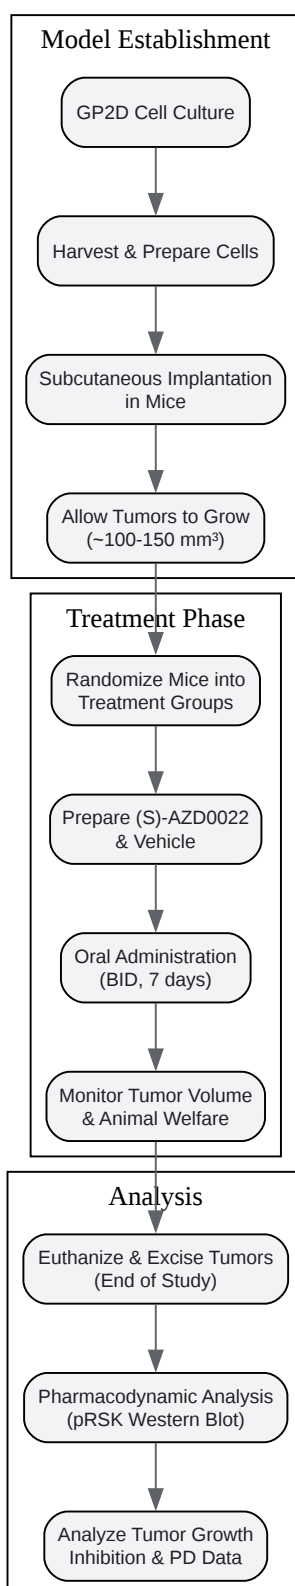 Model Establishment
GP2D Cell Culture
Harvest & Prepare Cells
Subcutaneous Implantation
in Mice
Allow Tumors to Grow
(~100-150 mm³)
Treatment Phase
Randomize Mice into
Treatment Groups
Prepare (S)-AZD0022
& Vehicle
Oral Administration
(BID, 7 days)
Monitor Tumor Volume
& Animal Welfare
Analysis
Euthanize & Excise Tumors
(End of Study)
Pharmacodynamic Analysis
(pRSK Western Blot)
Analyze Tumor Growth
Inhibition & PD Data